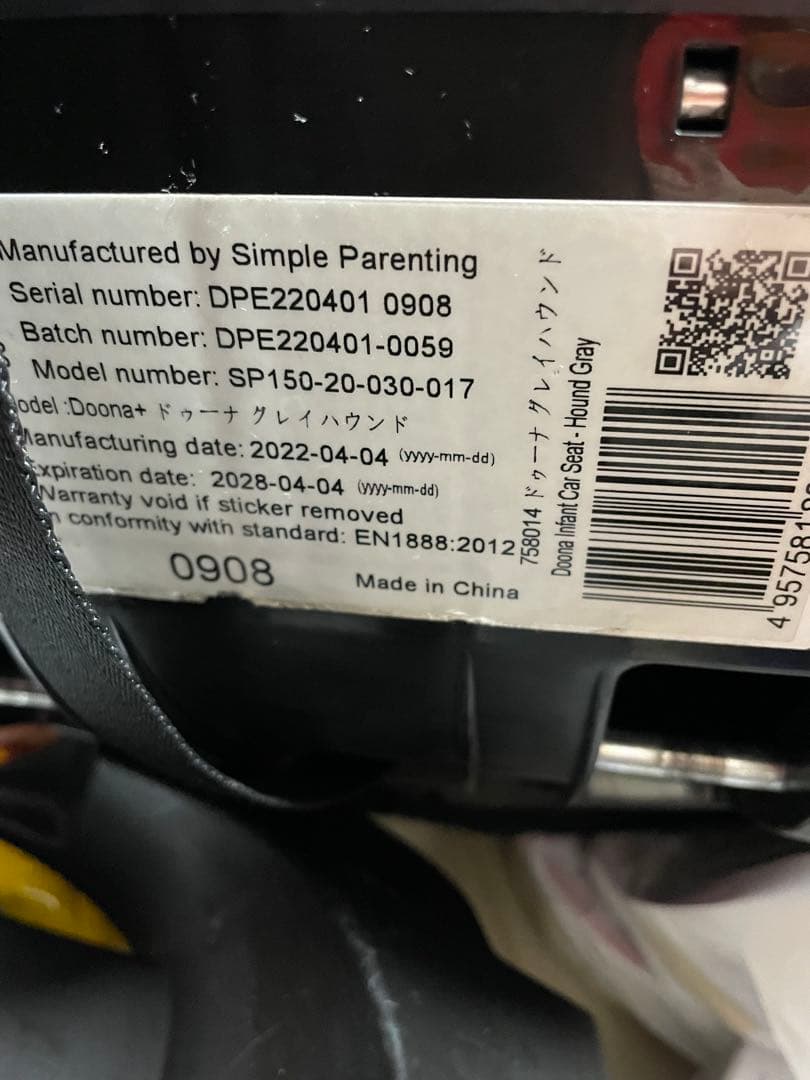 Manufactured by Simple Parenting
Serial number: DPE220401 0908
Batch number: DPE220401-0059
Model number: SP150-20-030-017
odel :Doona+ ドゥーナ グレイハウンド
Manufacturing date: 2022-04-04 (yyyy-mm-dd)
xpiration date: 2028-04-04 (yyyy-mm-dd)
Warranty void if sticker removed
n conformity with standard: EN1888:2012
0908
Made in China
758014 ドゥーナ グレイハウンド
Doona Infant Car Seat - Hound Gray
4 957581